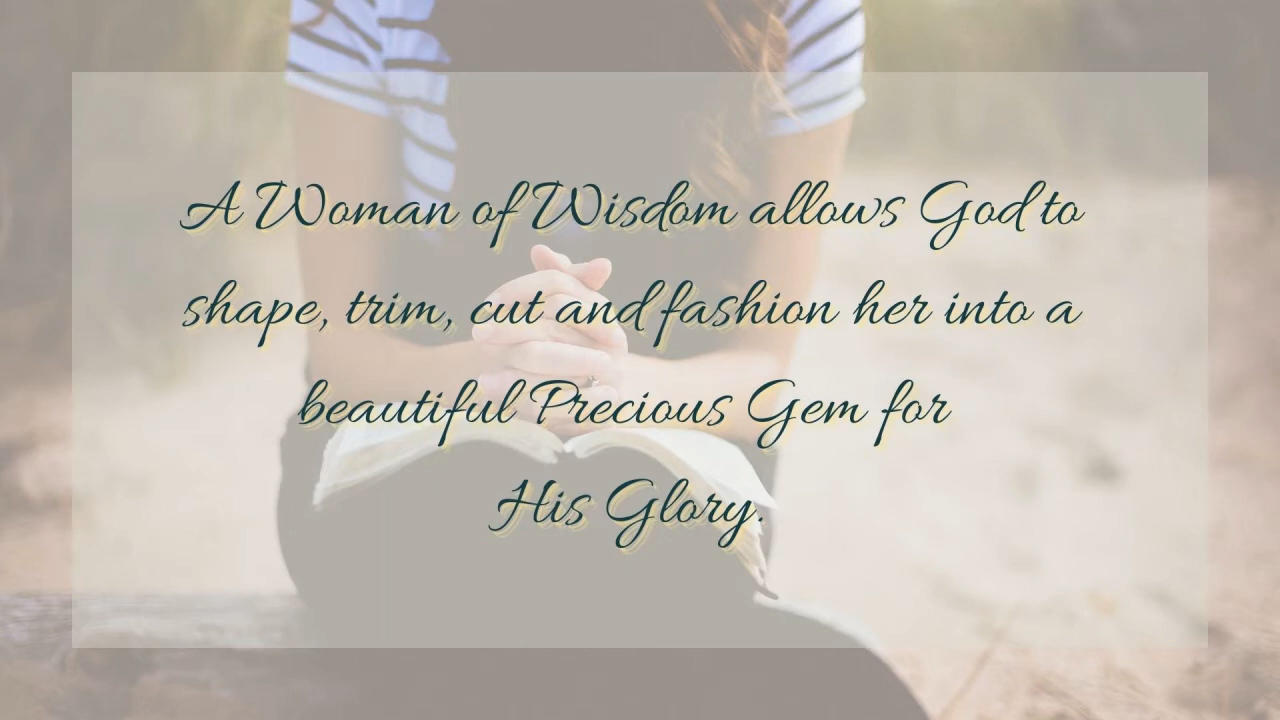 A Woman of Wisdom allows God to
shape, trim, cut and fashion her into a
beautiful Precious Gem for
His Glory.